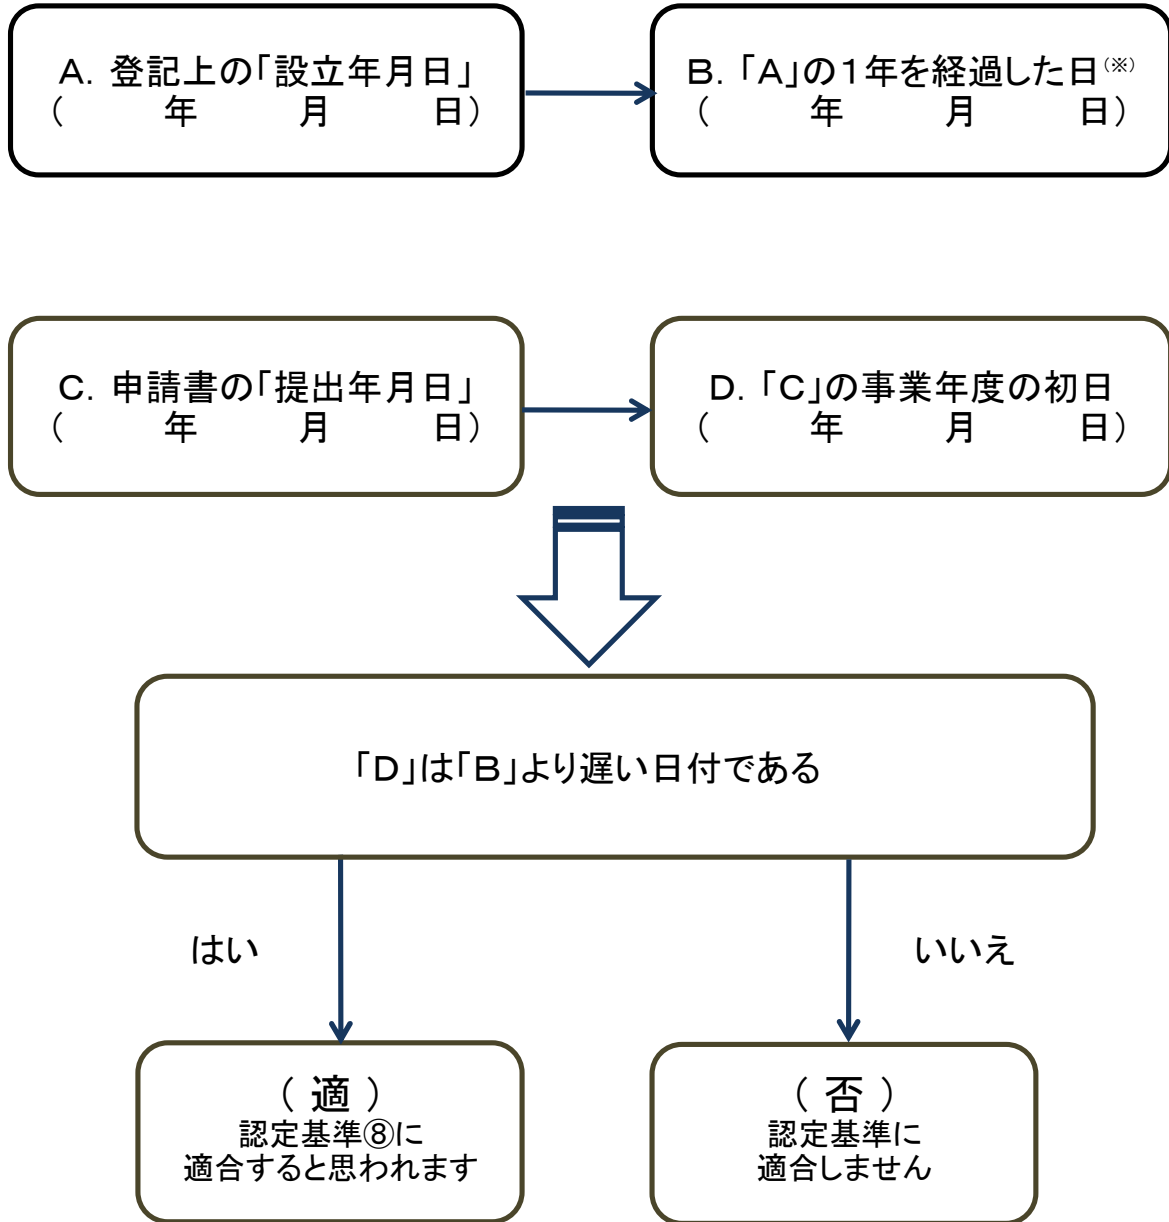 A. 登記上の「設立年月日」
(　　　年　　　月　　　日)
B. 「A」の１年を経過した日(※)
(　　　年　　　月　　　日)
C. 申請書の「提出年月日」
(　　　年　　　月　　　日)
D. 「C」の事業年度の初日
(　　　年　　　月　　　日)
「D」は「B」より遅い日付である
はい
いいえ
( 適 )
認定基準⑧に
適合すると思われます
( 否 )
認定基準に
適合しません